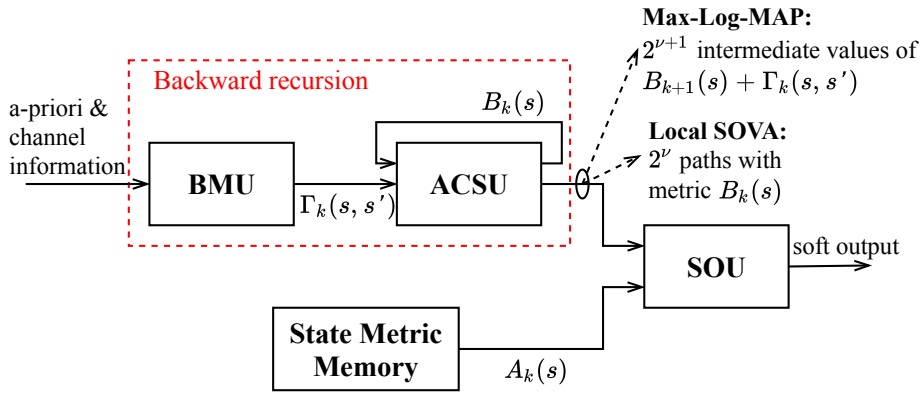 Max-Log-MAP:
2^{ν+1} intermediate values of
B_{k+1}(s) + Γ_k(s, s')
Backward recursion
a-priori &
channel
information
B_k(s)
Local SOVA:
2^ν paths with
metric B_k(s)
BMU
Γ_k(s, s')
ACSU
SOU
soft output
State Metric
Memory
A_k(s)